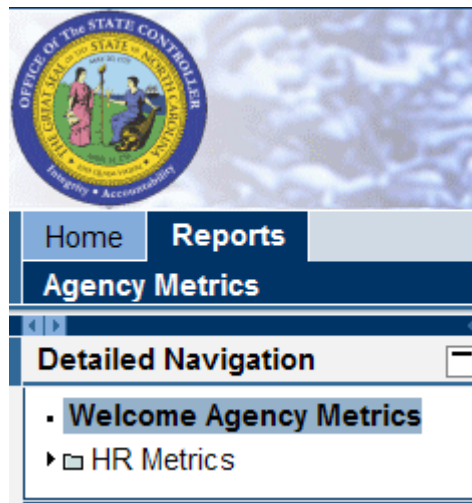 OFFICE OF THE STATE CONTROLLER
THE GREAT SEAL OF THE STATE OF NORTH CAROLINA
Integrity • Accountability
Home Reports
Agency Metrics
Detailed Navigation
Welcome Agency Metrics
HR Metrics